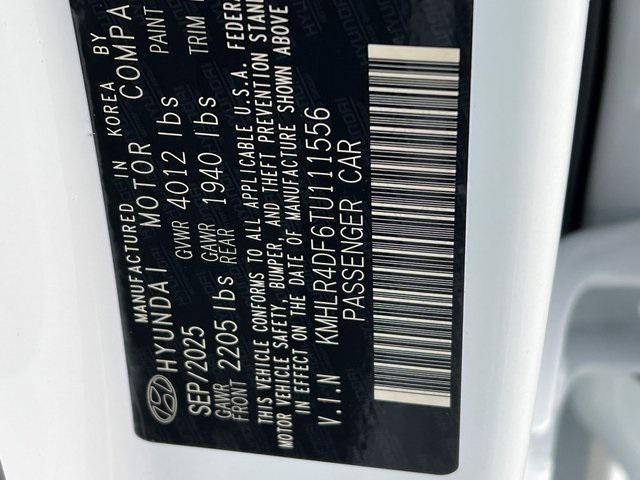 MANUFACTURED IN KOREA BY
HYUNDAI MOTOR COMPA
SEP/2025 GVWR 4012 lbs PAINT
GAWR FRONT 2205 lbs GAWR REAR 1940 lbs TRIM
THIS VEHICLE CONFORMS TO ALL APPLICABLE U.S.A. FEDER
MOTOR VEHICLE SAFETY, BUMPER, AND THEFT PREVENTION STAN
IN EFFECT ON THE DATE OF MANUFACTURE SHOWN ABOVE
V.I.N KMHLR4DF6TU111556
PASSENGER CAR